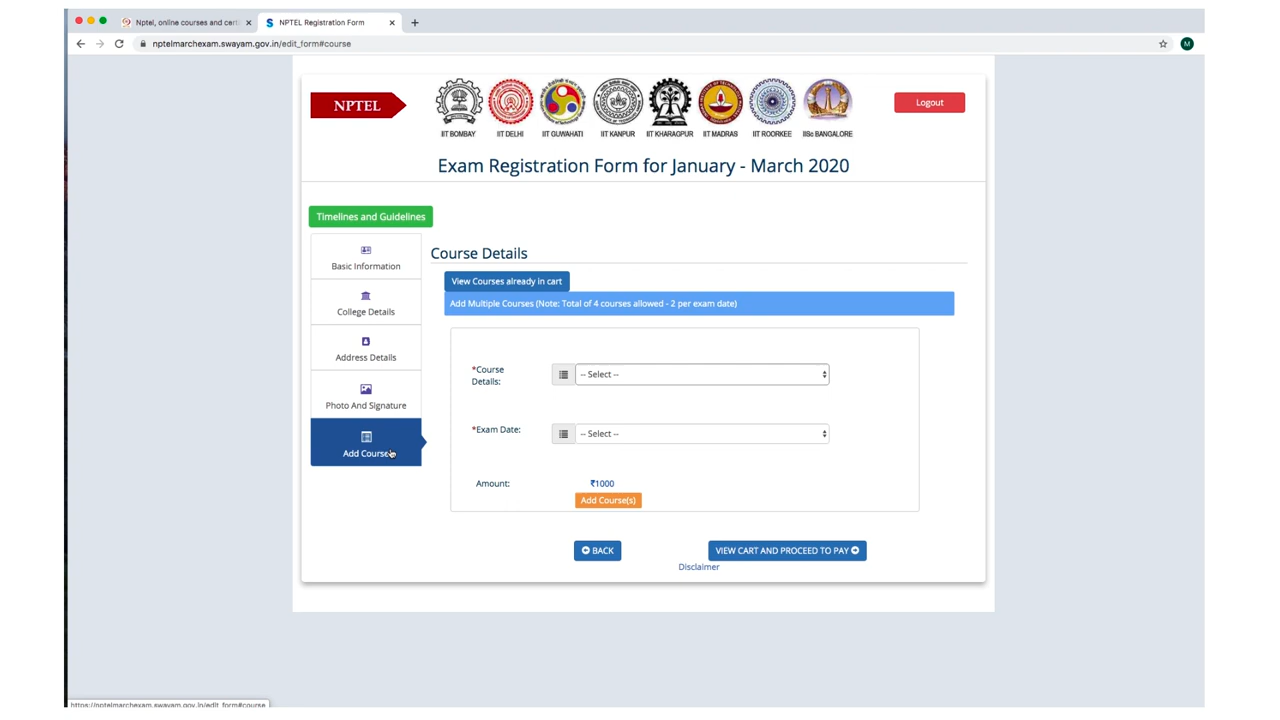 Nptel, online courses and certi
NPTEL Registration Form
nptelmarchexam.swayam.gov.in/edit_form#course
M
NPTEL
IIT BOMBAY IIT DELHI IIT GUWAHATI IIT KANPUR IIT KHARAGPUR IIT MADRAS IIT ROORKEE IISc BANGALORE
Logout
Exam Registration Form for January - March 2020
Timelines and Guidelines
Basic Information
College Details
Address Details
Photo And Signature
Add Courses
Course Details
View Courses already in cart
Add Multiple Courses (Note: Total of 4 courses allowed - 2 per exam date)
*Course
Details:
-- Select --
*Exam Date:
-- Select --
Amount:
₹1000
Add Course(s)
BACK
VIEW CART AND PROCEED TO PAY
Disclaimer
https://nptelmarchexam.swayam.gov.in/edit_form#course